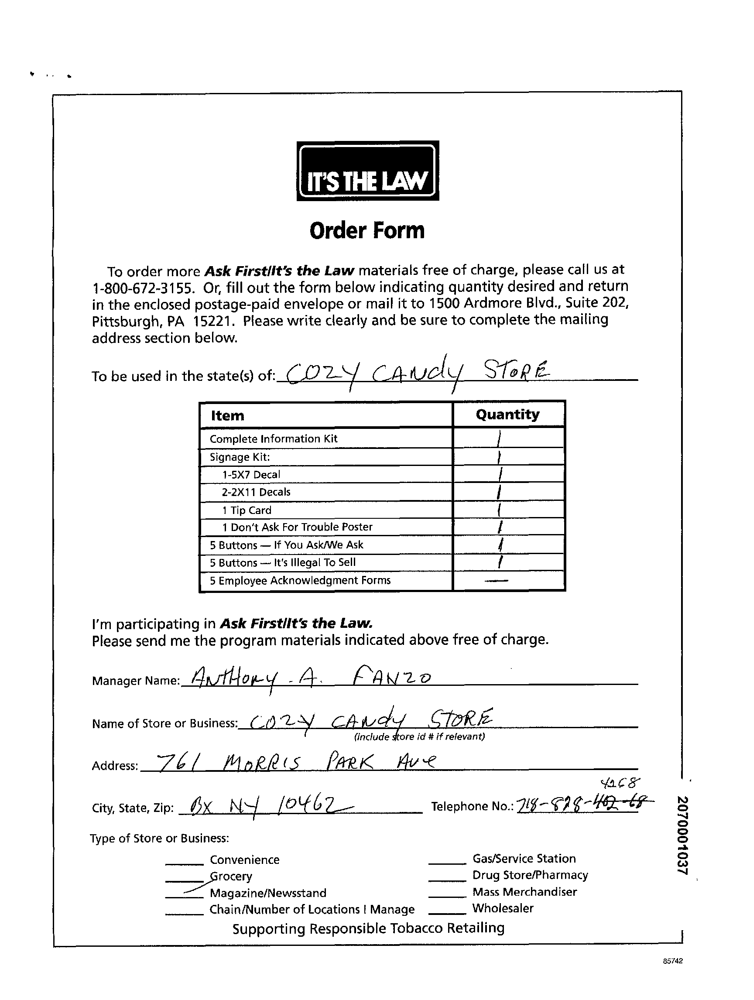 IT'S THE LAW
Order Form
To order more Ask First/It's the Law materials free of charge, please call us at
1-800-672-3155. Or, fill out the form below indicating quantity desired and return
in the enclosed postage-paid envelope or mail it to 1500 Ardmore Blvd., Suite 202,
Pittsburgh, PA 15221. Please write clearly and be sure to complete the mailing
address section below.
To be used in the state(s) of: COZY CANdy STORE
Item Quantity
Complete Information Kit 1
Signage Kit: 1
1-5X7 Decal 1
2-2X11 Decals 1
1 Tip Card 1
1 Don't Ask For Trouble Poster 1
5 Buttons — If You Ask/We Ask 1
5 Buttons — It's Illegal To Sell 1
5 Employee Acknowledgment Forms —
I'm participating in Ask First/It's the Law.
Please send me the program materials indicated above free of charge.
Manager Name: ANTHONY . A. FANZO
Name of Store or Business: COZY CANdy STORE
(include store id # if relevant)
Address: 761 MORRIS PARK AVe
4268
City, State, Zip: BX NY 10462 Telephone No.: 718-828-402-68
Type of Store or Business:
Convenience Gas/Service Station
Grocery Drug Store/Pharmacy
Magazine/Newsstand Mass Merchandiser
Chain/Number of Locations I Manage Wholesaler
Supporting Responsible Tobacco Retailing
2070001037
85742